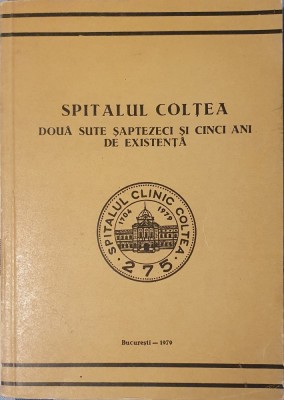 SPITALUL COLȚEA
DOUĂ SUTE ȘAPTEZECI ȘI CINCI ANI
DE EXISTENȚĂ
SPITALUL CLINIC COLȚEA
1704 1979
275
București — 1979